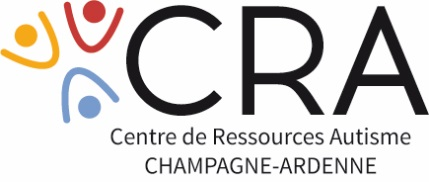 CRA
Centre de Ressources Autisme
CHAMPAGNE-ARDENNE